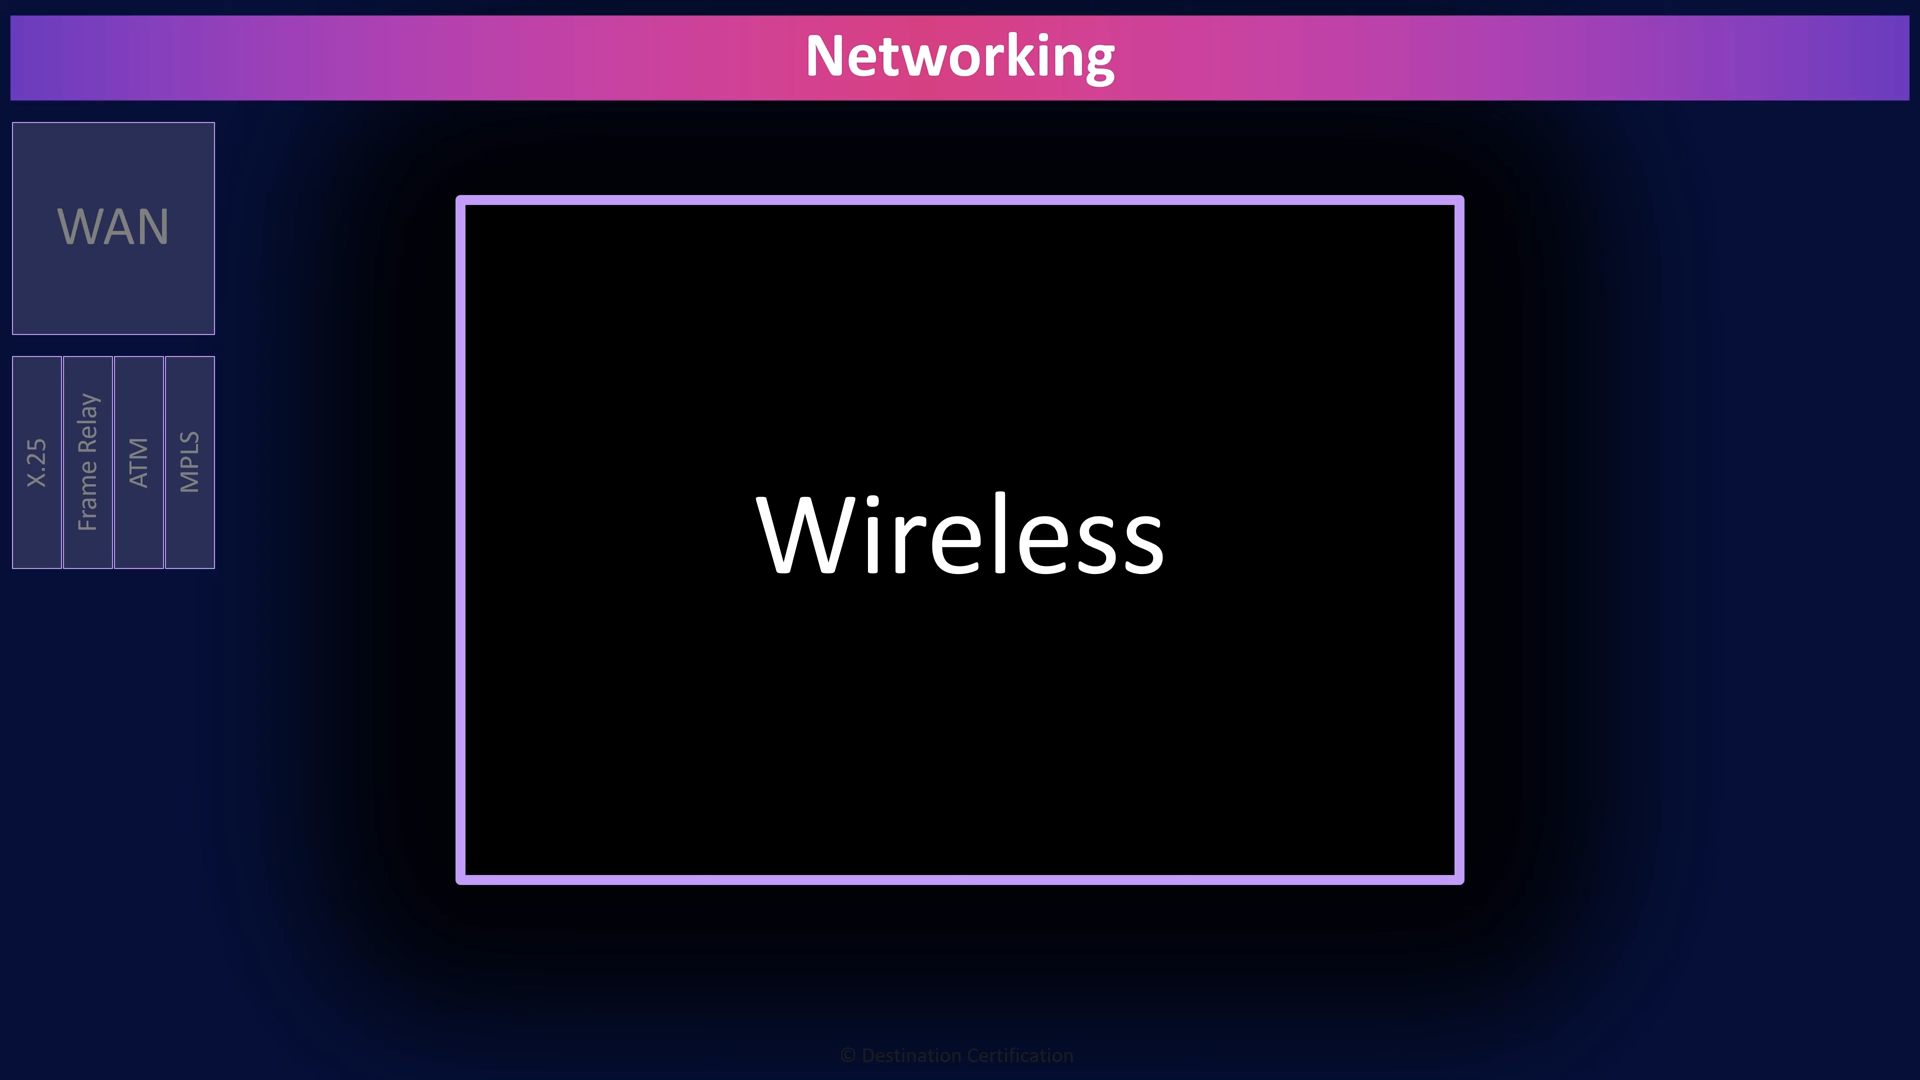 Networking
WAN
X.25
Frame Relay
ATM
MPLS
Wireless
© Destination Certification